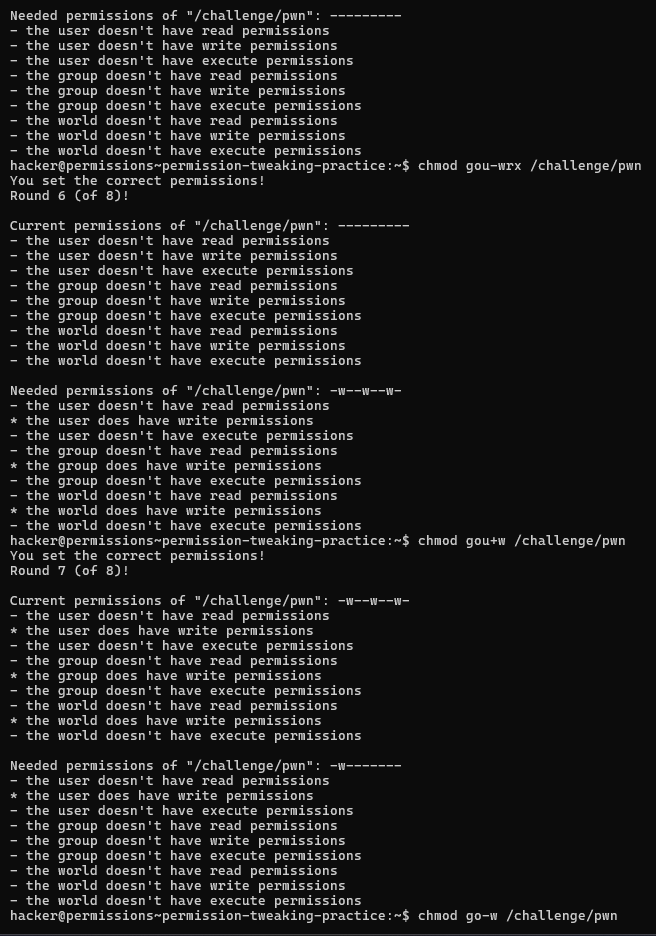 Needed permissions of "/challenge/pwn": ---------
- the user doesn't have read permissions
- the user doesn't have write permissions
- the user doesn't have execute permissions
- the group doesn't have read permissions
- the group doesn't have write permissions
- the group doesn't have execute permissions
- the world doesn't have read permissions
- the world doesn't have write permissions
- the world doesn't have execute permissions
hacker@permissions~permission-tweaking-practice:~$ chmod gou-wrx /challenge/pwn
You set the correct permissions!
Round 6 (of 8)!
Current permissions of "/challenge/pwn": ---------
- the user doesn't have read permissions
- the user doesn't have write permissions
- the user doesn't have execute permissions
- the group doesn't have read permissions
- the group doesn't have write permissions
- the group doesn't have execute permissions
- the world doesn't have read permissions
- the world doesn't have write permissions
- the world doesn't have execute permissions
Needed permissions of "/challenge/pwn": -w--w--w-
- the user doesn't have read permissions
* the user does have write permissions
- the user doesn't have execute permissions
- the group doesn't have read permissions
* the group does have write permissions
- the group doesn't have execute permissions
- the world doesn't have read permissions
* the world does have write permissions
- the world doesn't have execute permissions
hacker@permissions~permission-tweaking-practice:~$ chmod gou+w /challenge/pwn
You set the correct permissions!
Round 7 (of 8)!
Current permissions of "/challenge/pwn": -w--w--w-
- the user doesn't have read permissions
* the user does have write permissions
- the user doesn't have execute permissions
- the group doesn't have read permissions
* the group does have write permissions
- the group doesn't have execute permissions
- the world doesn't have read permissions
* the world does have write permissions
- the world doesn't have execute permissions
Needed permissions of "/challenge/pwn": -w-------
- the user doesn't have read permissions
* the user does have write permissions
- the user doesn't have execute permissions
- the group doesn't have read permissions
- the group doesn't have write permissions
- the group doesn't have execute permissions
- the world doesn't have read permissions
- the world doesn't have write permissions
- the world doesn't have execute permissions
hacker@permissions~permission-tweaking-practice:~$ chmod go-w /challenge/pwn